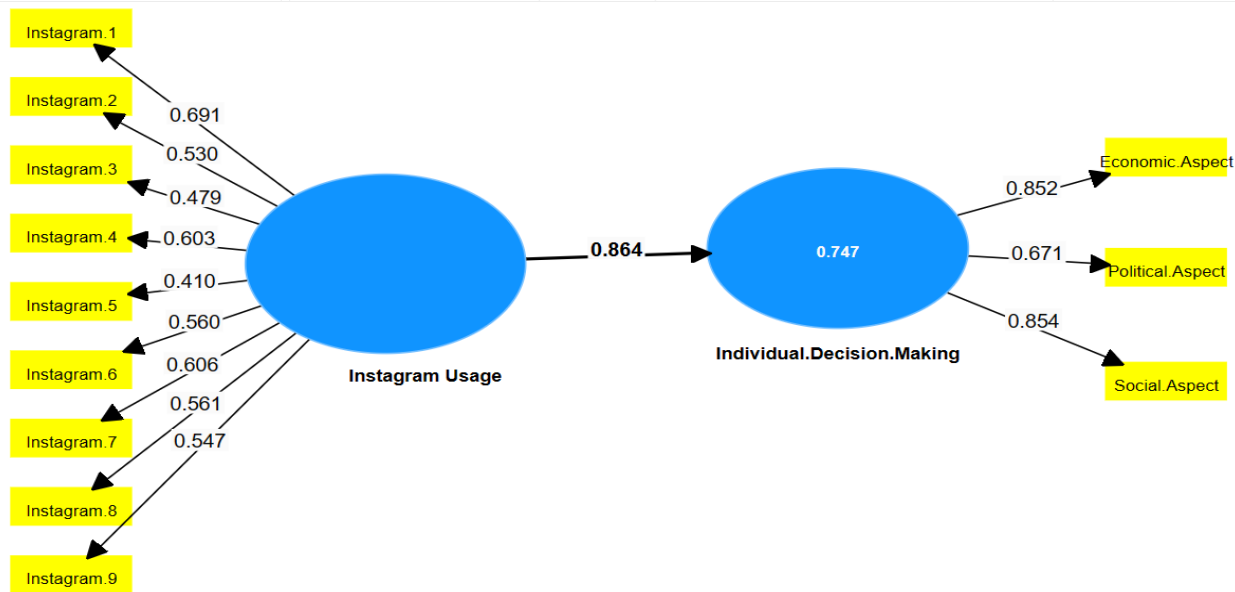 Instagram.1
Instagram.2
Instagram.3
Instagram.4
Instagram.5
Instagram.6
Instagram.7
Instagram.8
Instagram.9
0.691
0.530
0.479
0.603
0.410
0.560
0.606
0.561
0.547
Instagram Usage
0.864
0.747
Individual.Decision.Making
0.852
0.671
0.854
Economic.Aspect
Political.Aspect
Social.Aspect